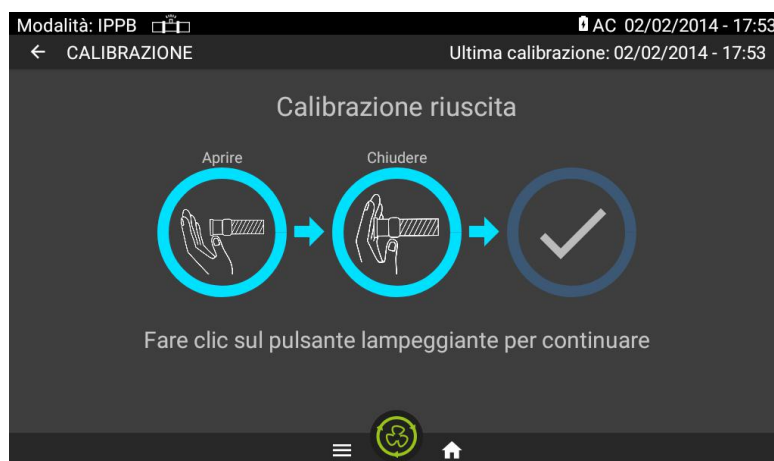 Modalità: IPPB AC 02/02/2014 - 17:53
CALIBRAZIONE Ultima calibrazione: 02/02/2014 - 17:53
Calibrazione riuscita
Aprire Chiudere
Fare clic sul pulsante lampeggiante per continuare